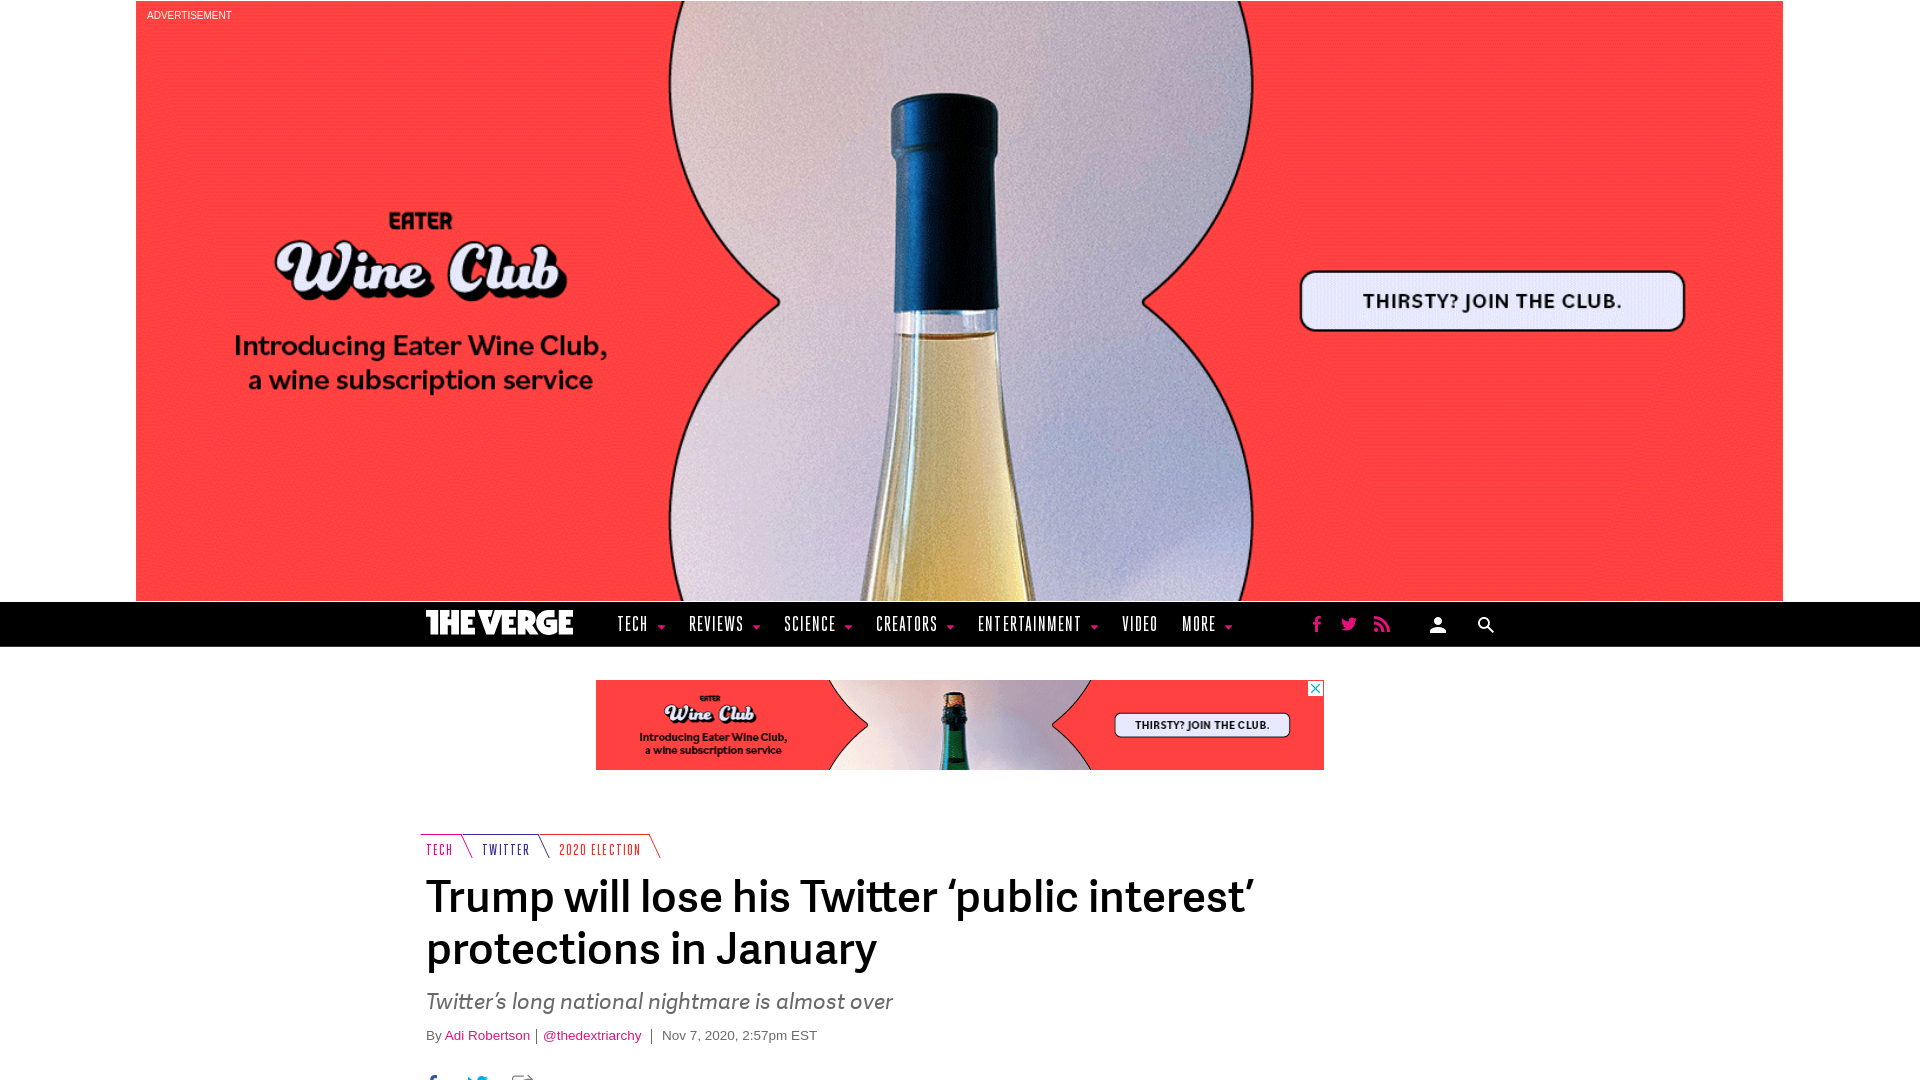 ADVERTISEMENT
EATER
Wine Club
Introducing Eater Wine Club,
a wine subscription service
THIRSTY? JOIN THE CLUB.
THE VERGE TECH REVIEWS SCIENCE CREATORS ENTERTAINMENT VIDEO MORE
EATER
Wine Club
Introducing Eater Wine Club,
a wine subscription service
THIRSTY? JOIN THE CLUB.
TECH TWITTER 2020 ELECTION
Trump will lose his Twitter ‘public interest’
protections in January
Twitter’s long national nightmare is almost over
By Adi Robertson | @thedextriarchy | Nov 7, 2020, 2:57pm EST